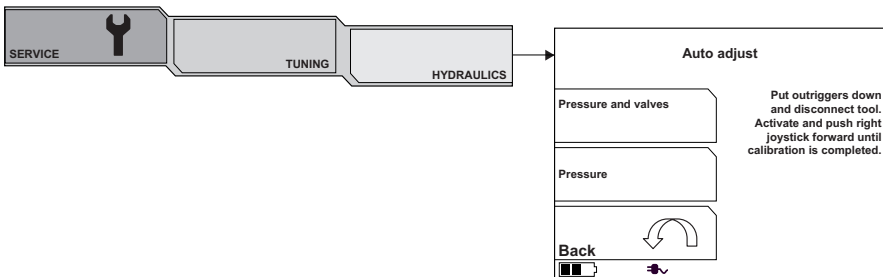 SERVICE
TUNING
HYDRAULICS
Auto adjust
Pressure and valves
Put outriggers down
and disconnect tool.
Activate and push right
joystick forward until
calibration is completed.
Pressure
Back